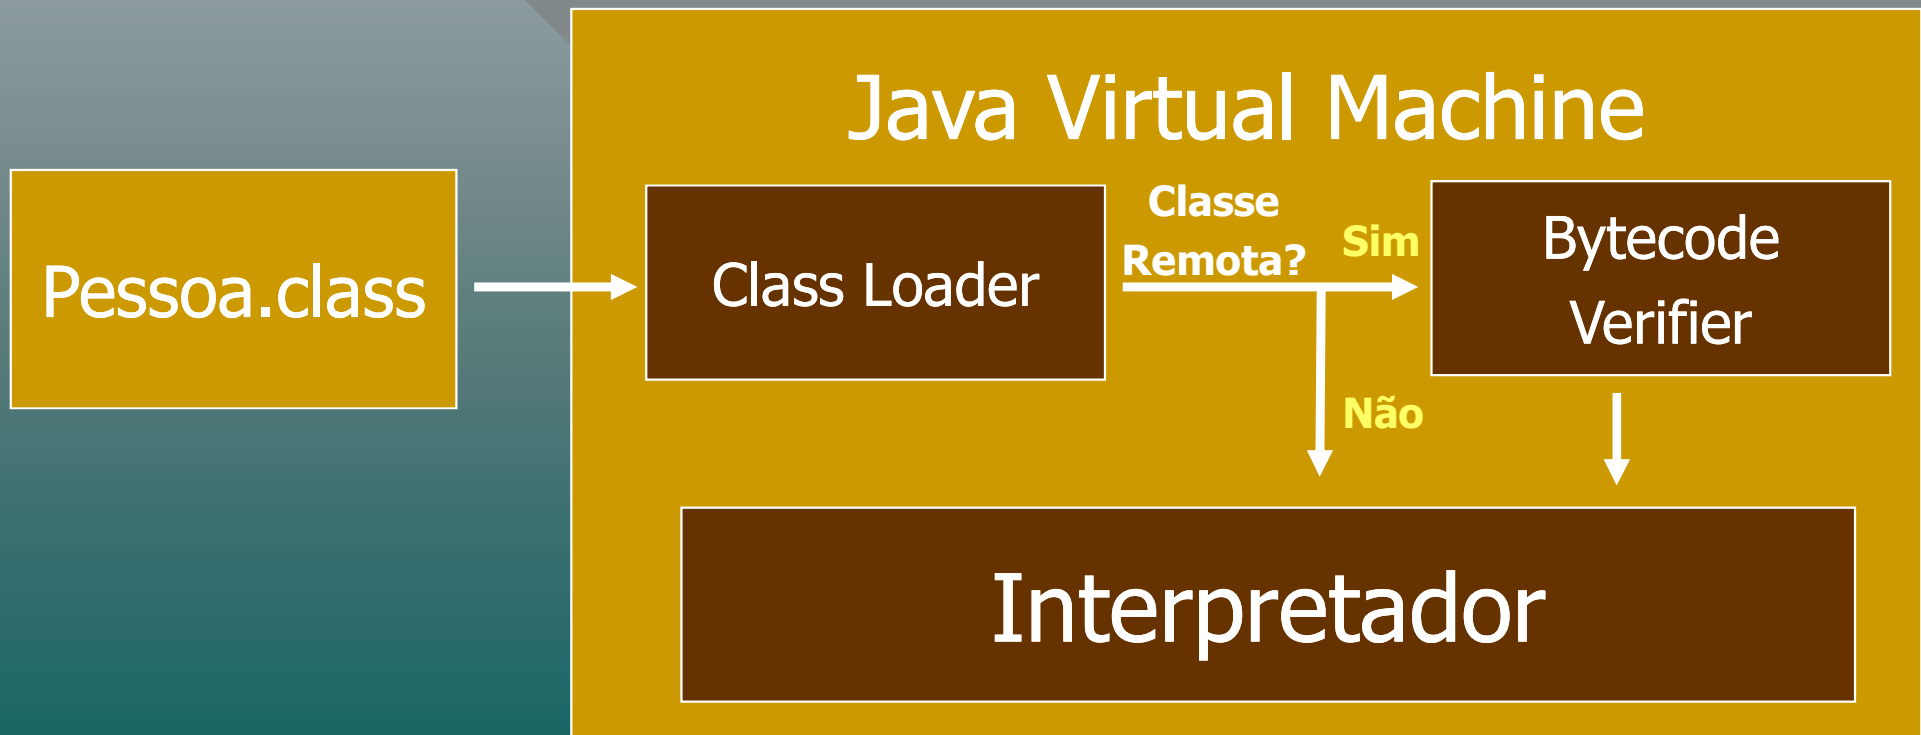 Java Virtual Machine
Pessoa.class
Class Loader
Classe
Remota?
Sim
Não
Bytecode
Verifier
Interpretador